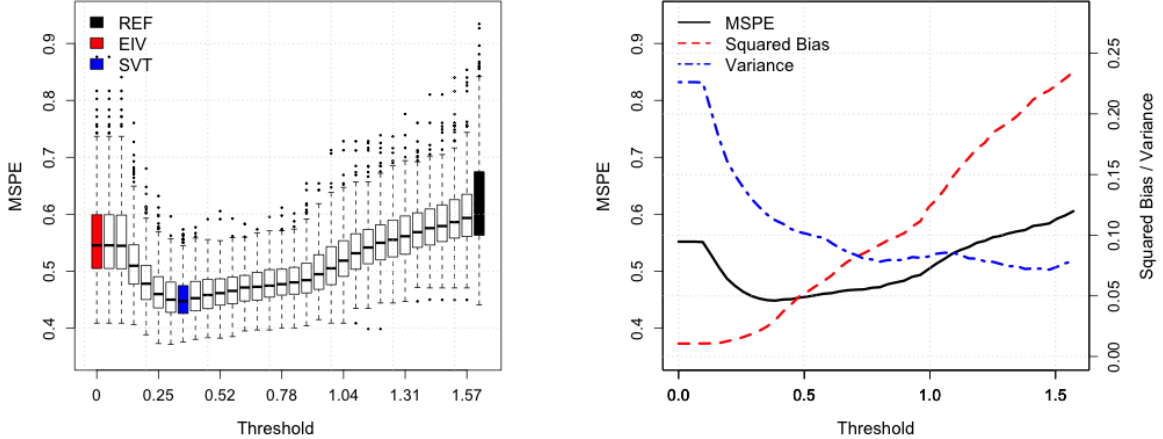 REF
EIV
SVT
MSPE
0.9
0.8
0.7
0.6
0.5
0.4
0 0.25 0.52 0.78 1.04 1.31 1.57
Threshold
MSPE
Squared Bias
Variance
MSPE
0.9
0.8
0.7
0.6
0.5
0.4
0.25
0.20
0.15
0.10
0.05
0.00
Squared Bias / Variance
0.0 0.5 1.0 1.5
Threshold